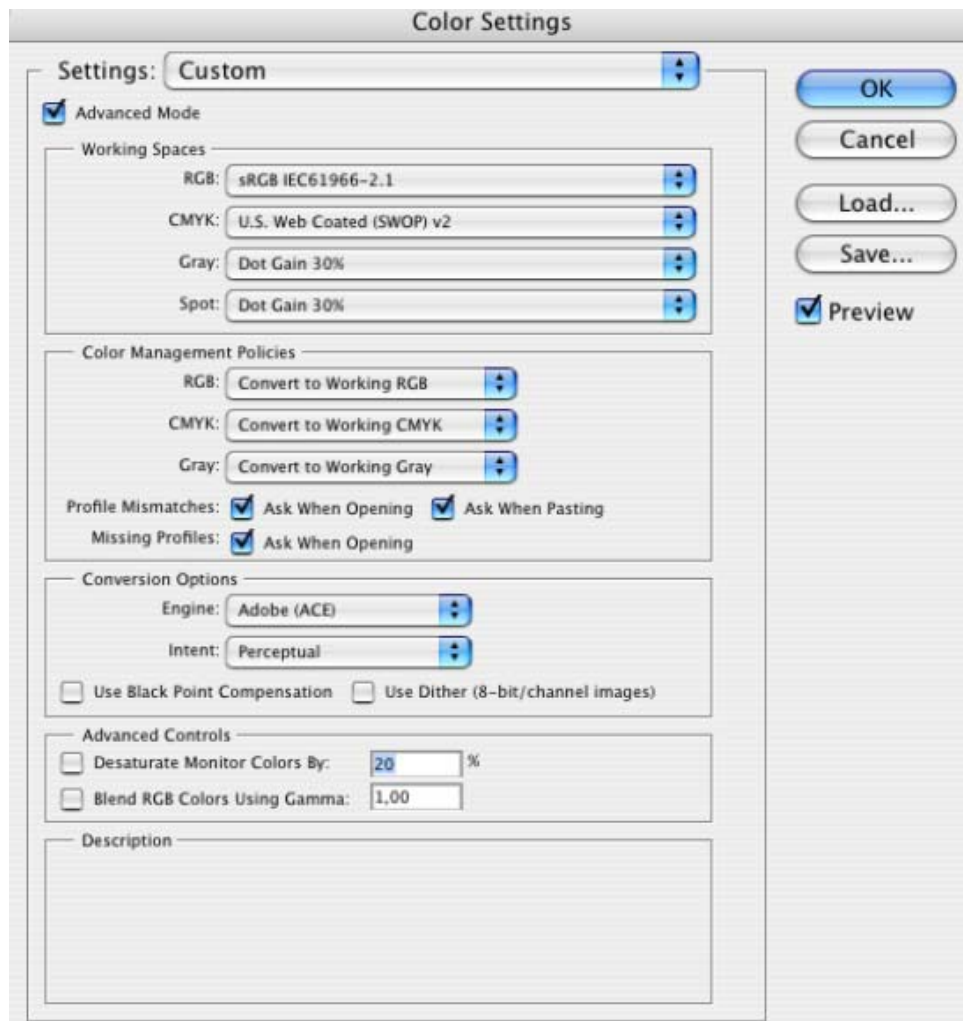 Color Settings
Settings: Custom
OK
Advanced Mode
Cancel
Working Spaces
RGB: sRGB IEC61966-2.1
Load...
CMYK: U.S. Web Coated (SWOP) v2
Save...
Gray: Dot Gain 30%
Spot: Dot Gain 30%
Preview
Color Management Policies
RGB: Convert to Working RGB
CMYK: Convert to Working CMYK
Gray: Convert to Working Gray
Profile Mismatches: Ask When Opening Ask When Pasting
Missing Profiles: Ask When Opening
Conversion Options
Engine: Adobe (ACE)
Intent: Perceptual
Use Black Point Compensation Use Dither (8-bit/channel images)
Advanced Controls
Desaturate Monitor Colors By: 20 %
Blend RGB Colors Using Gamma: 1,00
Description